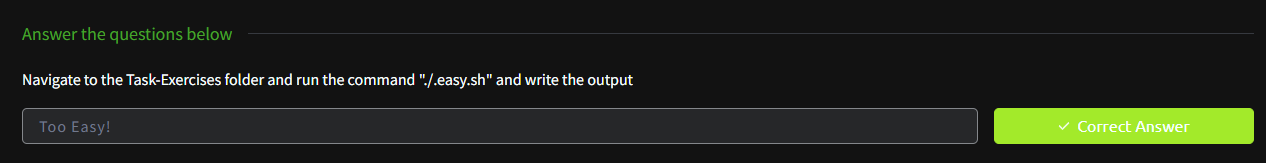 Answer the questions below
Navigate to the Task-Exercises folder and run the command "./.easy.sh" and write the output
Too Easy!
Correct Answer